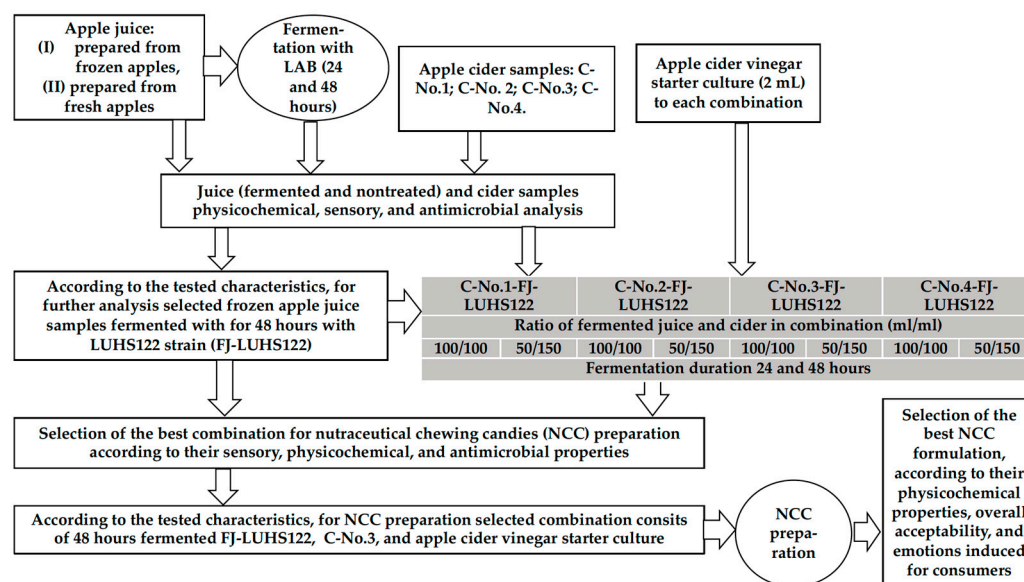 Apple juice:
(I) prepared from
frozen apples,
(II) prepared from
fresh apples
Fermen-
tation with
LAB (24
and 48
hours)
Apple cider samples: C-
No.1; C-No. 2; C-No.3; C-
No.4.
Apple cider vinegar
starter culture (2 mL)
to each combination
Juice (fermented and nontreated) and cider samples
physicochemical, sensory, and antimicrobial analysis
According to the tested characteristics, for
further analysis selected frozen apple juice
samples fermented with for 48 hours with
LUHS122 strain (FJ-LUHS122)
C-No.1-FJ-
LUHS122
C-No.2-FJ-
LUHS122
C-No.3-FJ-
LUHS122
C-No.4-FJ-
LUHS122
Ratio of fermented juice and cider in combination (ml/ml)
100/100 50/150 100/100 50/150 100/100 50/150 100/100 50/150
Fermentation duration 24 and 48 hours
Selection of the best combination for nutraceutical chewing candies (NCC) preparation
according to their sensory, physicochemical, and antimicrobial properties
According to the tested characteristics, for NCC preparation selected combination consits
of 48 hours fermented FJ-LUHS122, C-No.3, and apple cider vinegar starter culture
NCC
prepa-
ration
Selection of the
best NCC
formulation,
according to their
physicochemical
properties, overall
acceptability, and
emotions induced
for consumers